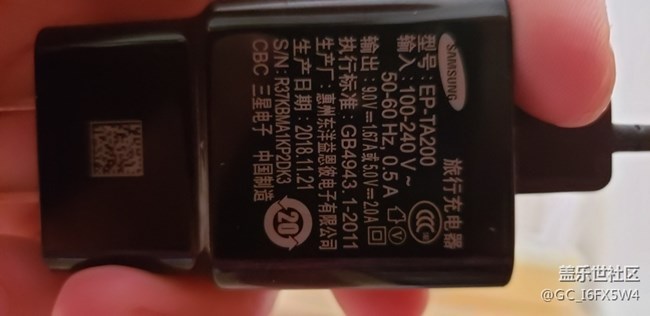 SAMSUNG
旅行充电器
型号：EP-TA200
输入：100-240 V~
50-60 Hz, 0.5 A
输出：9.0V⎓1.67A或5.0V⎓2.0A
执行标准：GB4943.1-2011
生产厂：惠州东洋益恩彼电子有限公司
生产日期：2018.11.21
S/N: R37K8MA1KP2DK3
CBC 三星电子 中国制造
CCC
V
20
盖乐世社区
@GC_I6FX5W4